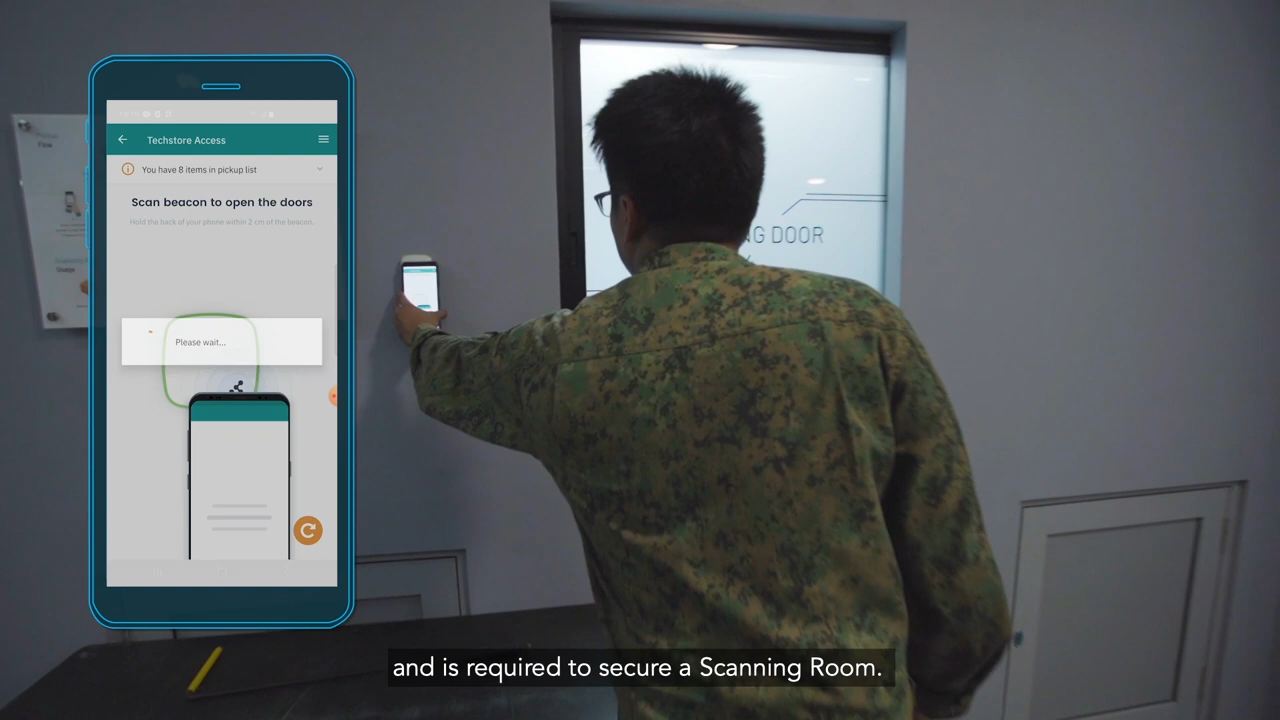 Flow
Usage
Techstore Access
You have 8 items in pickup list
Scan beacon to open the doors
Hold the back of your phone within 2 cm of the beacon.
Please wait...
NG DOOR
and is required to secure a Scanning Room.